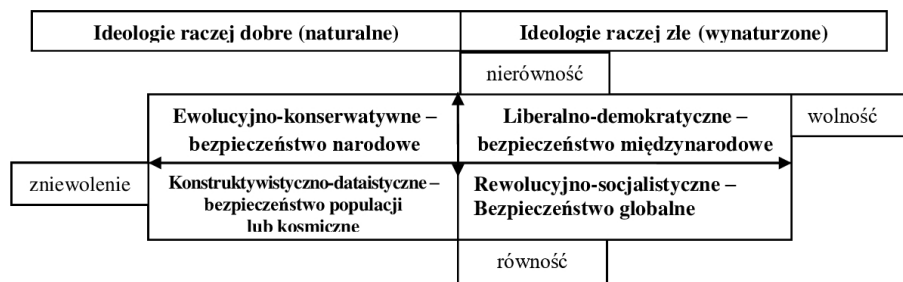 Ideologie raczej dobre (naturalne)
Ideologie raczej złe (wynaturzone)
nierówność
Ewolucyjno-konserwatywne –
bezpieczeństwo narodowe
Liberalno-demokratyczne –
bezpieczeństwo międzynarodowe
wolność
zniewolenie
Konstruktywistyczno-dataistyczne –
bezpieczeństwo populacji
lub kosmiczne
Rewolucyjno-socjalistyczne –
Bezpieczeństwo globalne
równość